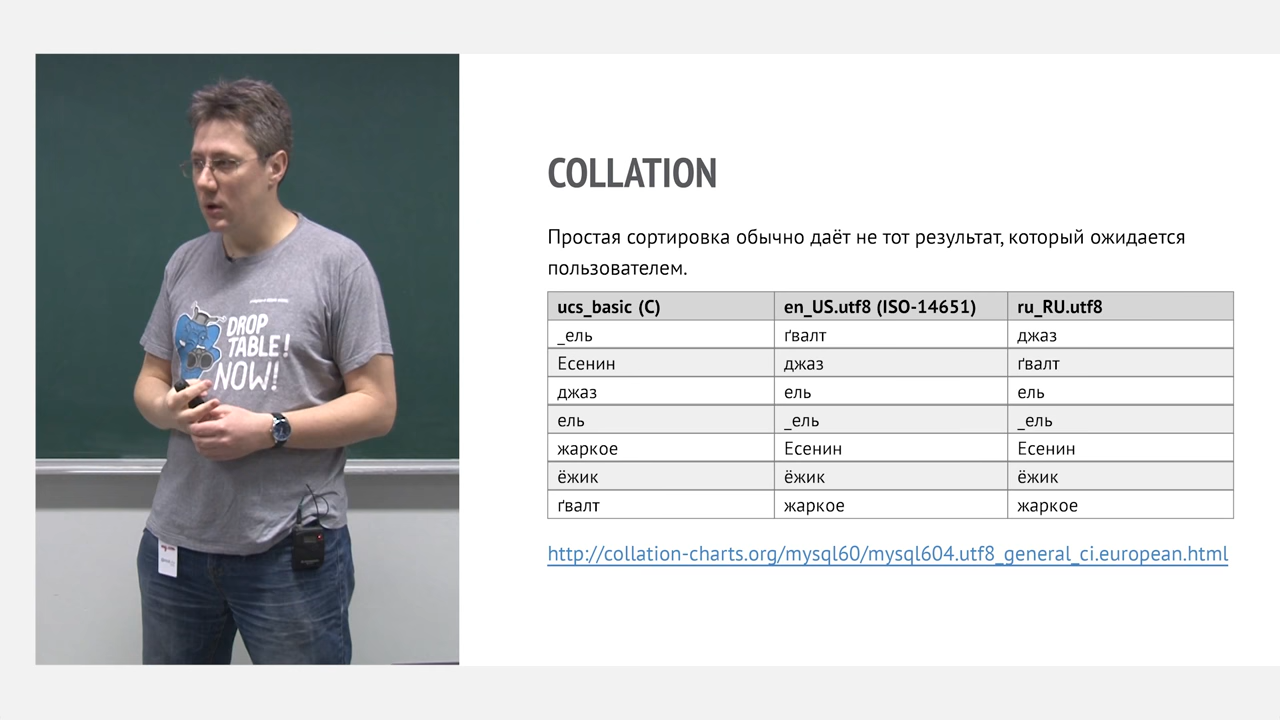 DROP
TABLE!
NOW!
COLLATION
Простая сортировка обычно даёт не тот результат, который ожидается
пользователем.
ucs_basic (C) en_US.utf8 (ISO-14651) ru_RU.utf8
_ель ґвалт джаз
Есенин джаз ґвалт
джаз ель ель
ель _ель _ель
жаркое Есенин Есенин
ёжик ёжик ёжик
ґвалт жаркое жаркое
http://collation-charts.org/mysql60/mysql604.utf8_general_ci.european.html